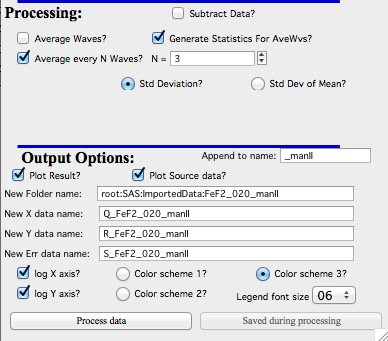 Processing:
Subtract Data?
Average Waves?
Generate Statistics For AveWvs?
Average every N Waves? N = 3
Std Deviation?
Std Dev of Mean?
Output Options:
Append to name: _manII
Plot Result?
Plot Source data?
New Folder name: root:SAS:ImportedData:FeF2_020_manII
New X data name: Q_FeF2_020_manII
New Y data name: R_FeF2_020_manII
New Err data name: S_FeF2_020_manII
log X axis?
Color scheme 1?
Color scheme 3?
log Y axis?
Color scheme 2?
Legend font size 06
Process data
Saved during processing